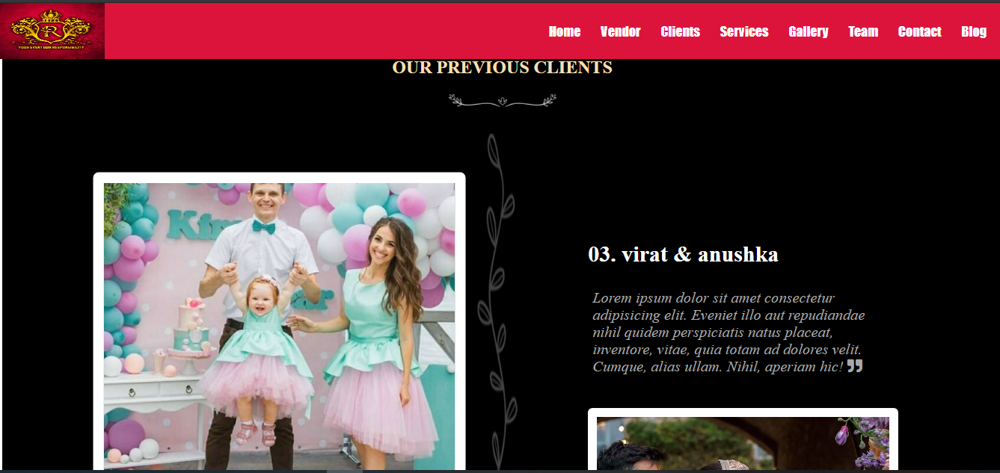 R
YOUR EVENT OUR RESPONSIBILITY
Home Vendor Clients Services Gallery Team Contact Blog
OUR PREVIOUS CLIENTS
03. virat & anushka
Lorem ipsum dolor sit amet consectetur
adipisicing elit. Eveniet illo aut repudiandae
nihil quidem perspiciatis natus placeat,
inventore, vitae, quia totam ad dolores velit.
Cumque, alias ullam. Nihil, aperiam hic! ”